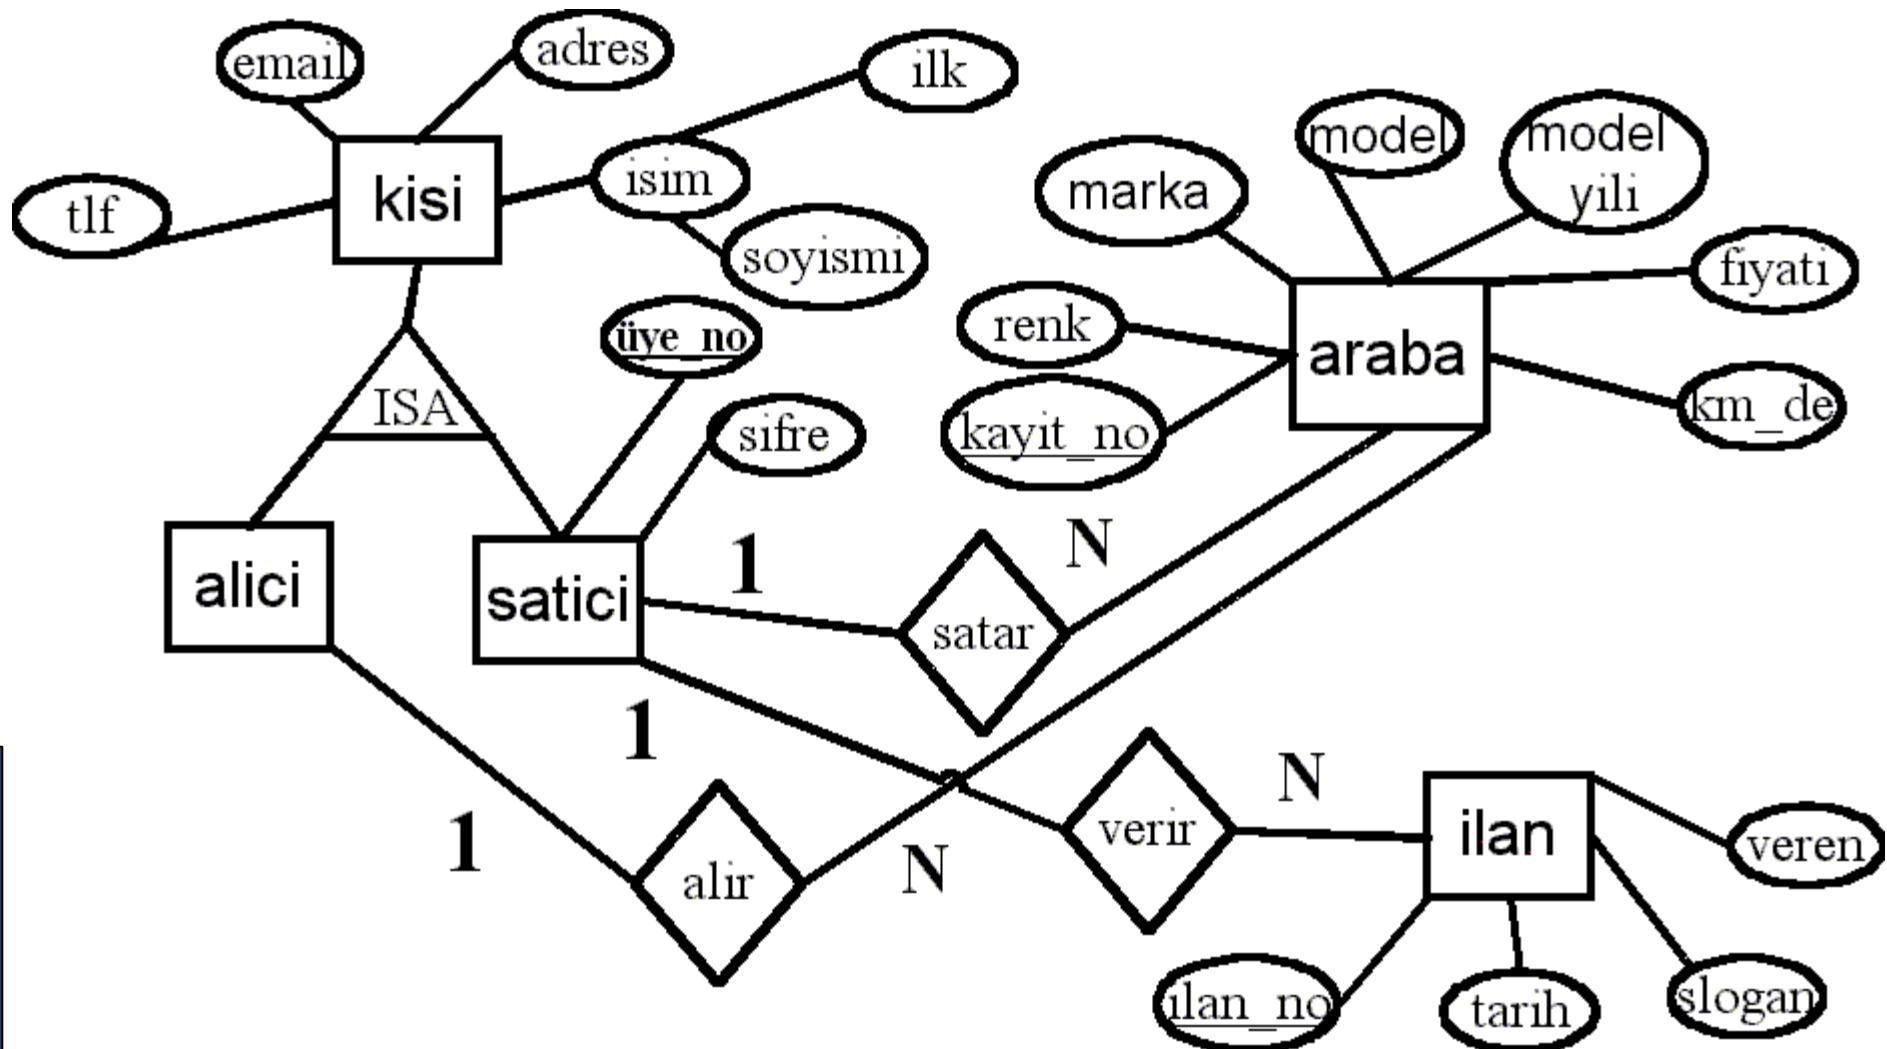 email
adres
ilk
tlf
kisi
isim
soyismi
marka
model
model
yili
fiyati
renk
araba
kayit_no
km_de
üye_no
sifre
ISA
alici
satici
1
satar
N
1
verir
N
ilan
veren
1
alir
N
ilan_no
tarih
slogan